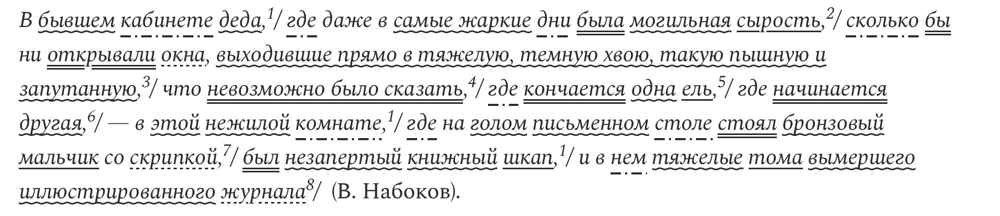 В бывшем кабинете деда,¹/ где даже в самые жаркие дни была могильная сырость,²/ сколько бы
ни открывали окна, выходившие прямо в тяжелую, темную хвою, такую пышную и
запутанную,³/ что невозможно было сказать,⁴/ где кончается одна ель,⁵/ где начинается
другая,⁶/ — в этой нежилой комнате,¹/ где на голом письменном столе стоял бронзовый
мальчик со скрипкой,⁷/ был незапертый книжный шкап,¹/ и в нем тяжелые тома вымершего
иллюстрированного журнала⁸/ (В. Набоков).